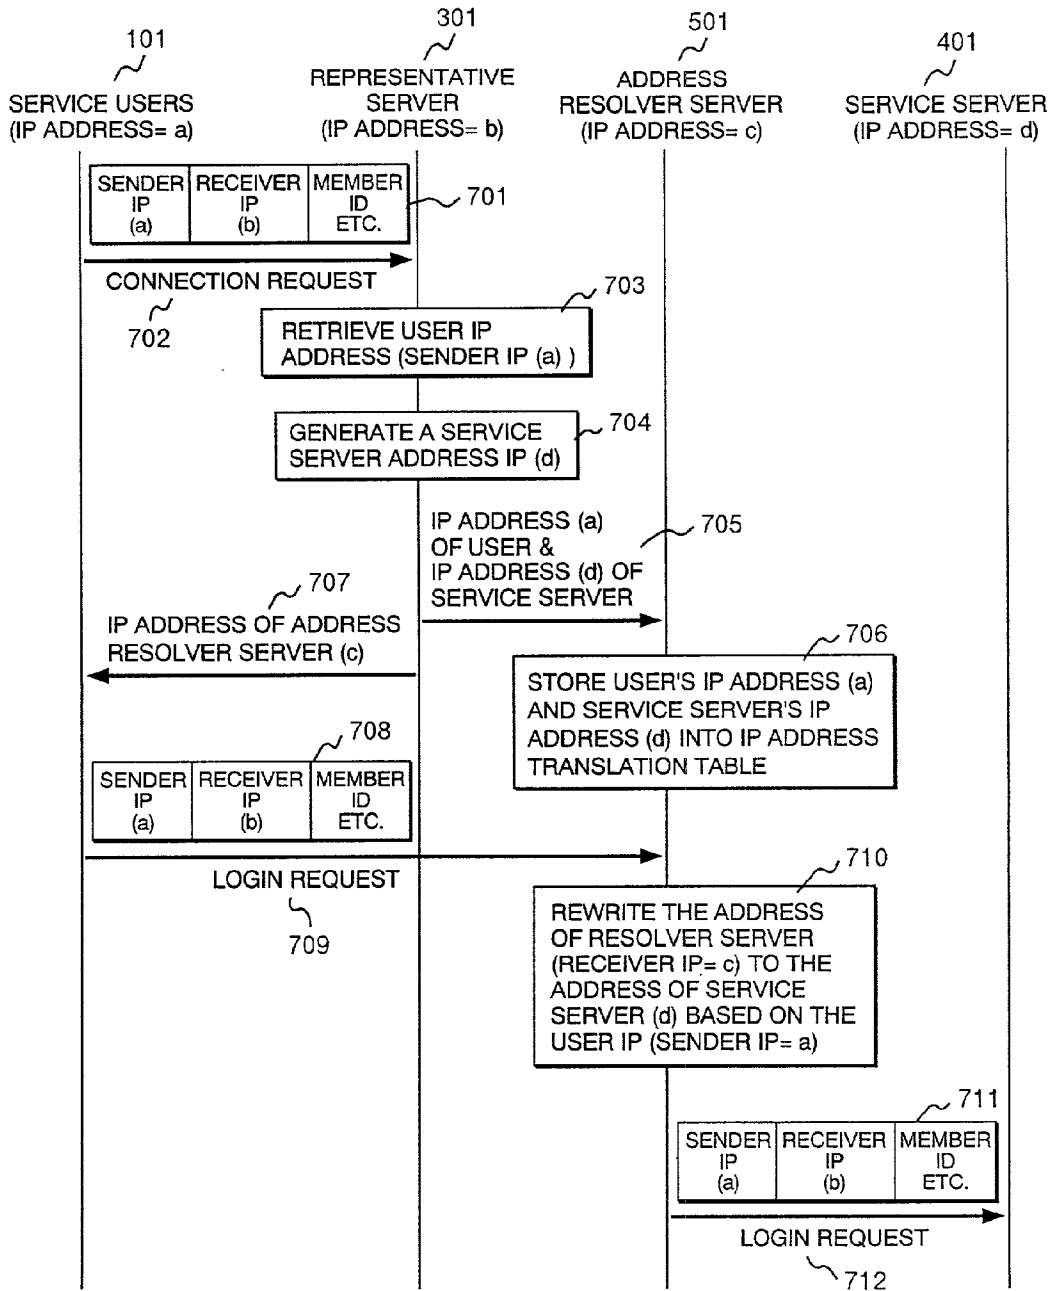 101
SERVICE USERS
(IP ADDRESS= a)
301
REPRESENTATIVE
SERVER
(IP ADDRESS= b)
501
ADDRESS
RESOLVER SERVER
(IP ADDRESS= c)
401
SERVICE SERVER
(IP ADDRESS= d)
SENDER
IP
(a)
RECEIVER
IP
(b)
MEMBER
ID
ETC.
701
CONNECTION REQUEST
702
703
RETRIEVE USER IP
ADDRESS (SENDER IP (a) )
704
GENERATE A SERVICE
SERVER ADDRESS IP (d)
IP ADDRESS (a)
OF USER &
IP ADDRESS (d) OF
SERVICE SERVER
705
707
IP ADDRESS OF ADDRESS
RESOLVER SERVER (c)
706
STORE USER'S IP ADDRESS (a)
AND SERVICE SERVER'S IP
ADDRESS (d) INTO IP ADDRESS
TRANSLATION TABLE
708
SENDER
IP
(a)
RECEIVER
IP
(b)
MEMBER
ID
ETC.
LOGIN REQUEST
709
710
REWRITE THE ADDRESS
OF RESOLVER SERVER
(RECEIVER IP= c) TO THE
ADDRESS OF SERVICE
SERVER (d) BASED ON THE
USER IP (SENDER IP= a)
711
SENDER
IP
(a)
RECEIVER
IP
(b)
MEMBER
ID
ETC.
LOGIN REQUEST
712